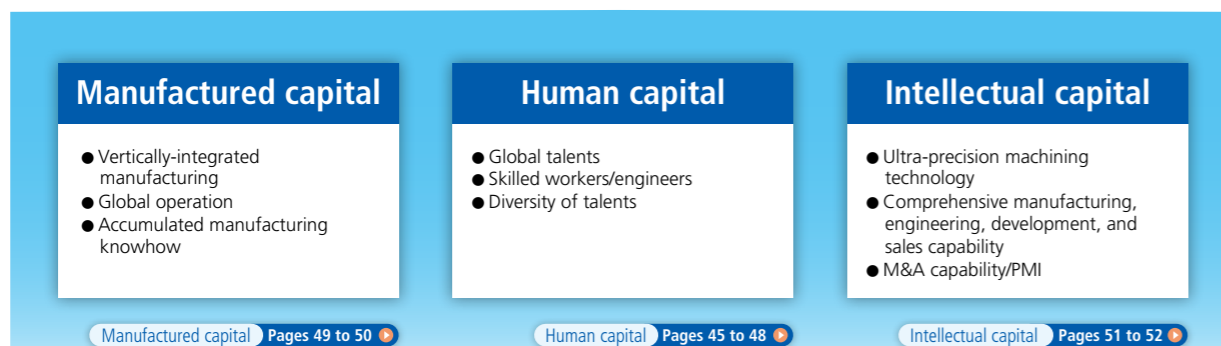 Manufactured capital
● Vertically-integrated
manufacturing
● Global operation
● Accumulated manufacturing
knowhow
Manufactured capital Pages 49 to 50
Human capital
● Global talents
● Skilled workers/engineers
● Diversity of talents
Human capital Pages 45 to 48
Intellectual capital
● Ultra-precision machining
technology
● Comprehensive manufacturing,
engineering, development, and
sales capability
● M&A capability/PMI
Intellectual capital Pages 51 to 52